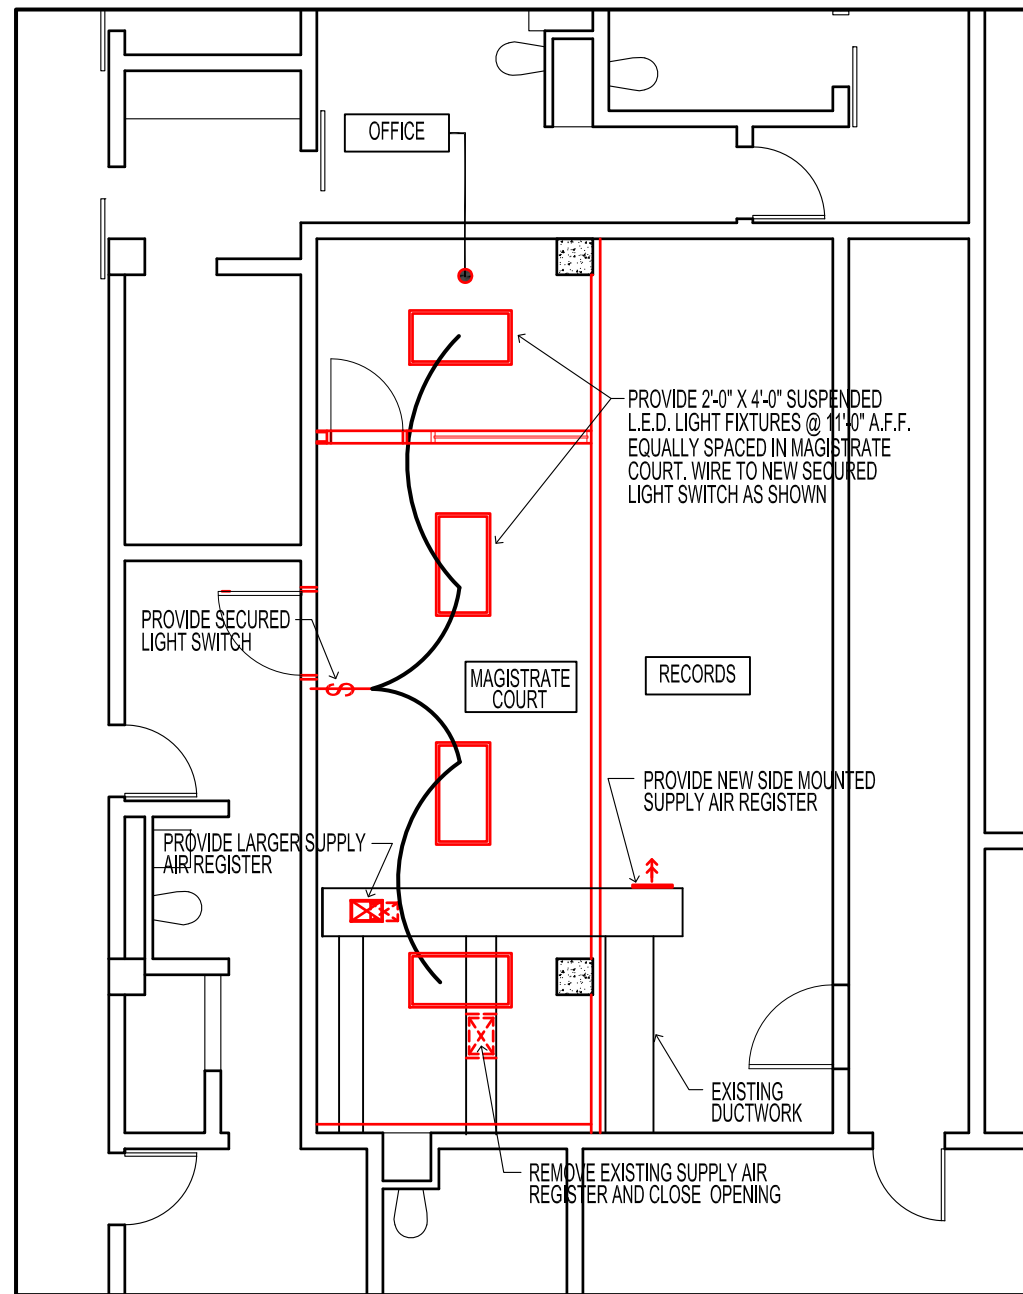 OFFICE
PROVIDE 2'-0" X 4'-0" SUSPENDED
L.E.D. LIGHT FIXTURES @ 11'-0" A.F.F.
EQUALLY SPACED IN MAGISTRATE
COURT. WIRE TO NEW SECURED
LIGHT SWITCH AS SHOWN
PROVIDE SECURED
LIGHT SWITCH
S
MAGISTRATE
COURT
RECORDS
PROVIDE NEW SIDE MOUNTED
SUPPLY AIR REGISTER
PROVIDE LARGER SUPPLY
AIR REGISTER
EXISTING
DUCTWORK
REMOVE EXISTING SUPPLY AIR
REGISTER AND CLOSE OPENING